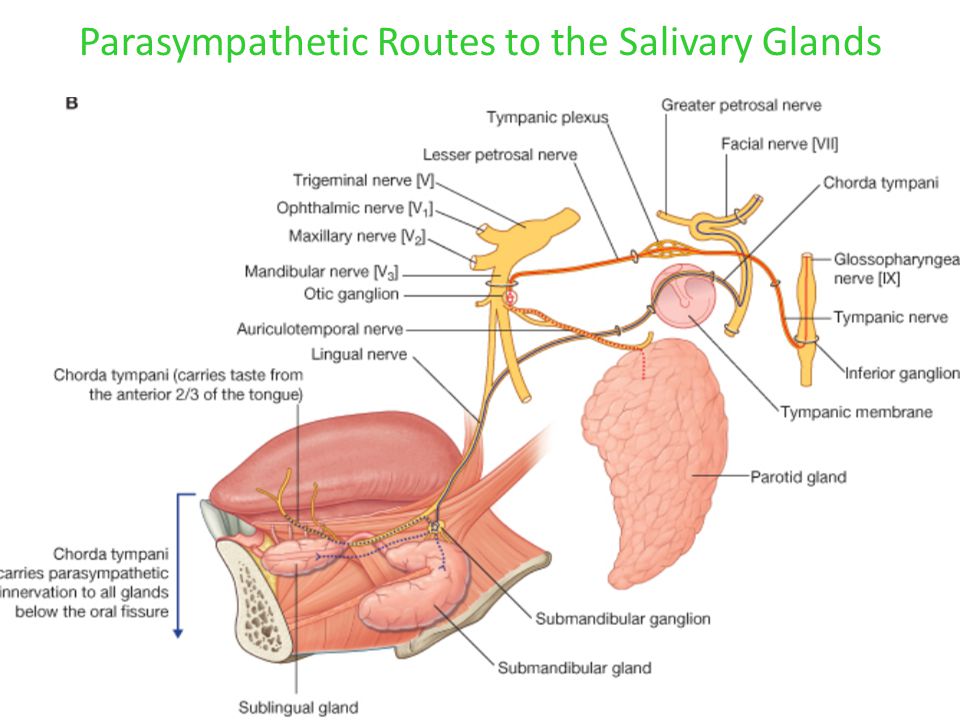 Parasympathetic Routes to the Salivary Glands
B
Greater petrosal nerve
Tympanic plexus
Facial nerve [VII]
Lesser petrosal nerve
Chorda tympani
Trigeminal nerve [V]
Ophthalmic nerve [V1]
Maxillary nerve [V2]
Glossopharyngea
nerve [IX]
Mandibular nerve [V3]
Otic ganglion
Tympanic nerve
Auriculotemporal nerve
Lingual nerve
Inferior ganglion
Chorda tympani (carries taste from
the anterior 2/3 of the tongue)
Tympanic membrane
Parotid gland
Chorda tympani
carries parasympathetic
innervation to all glands
below the oral fissure
Submandibular ganglion
Submandibular gland
Sublingual gland